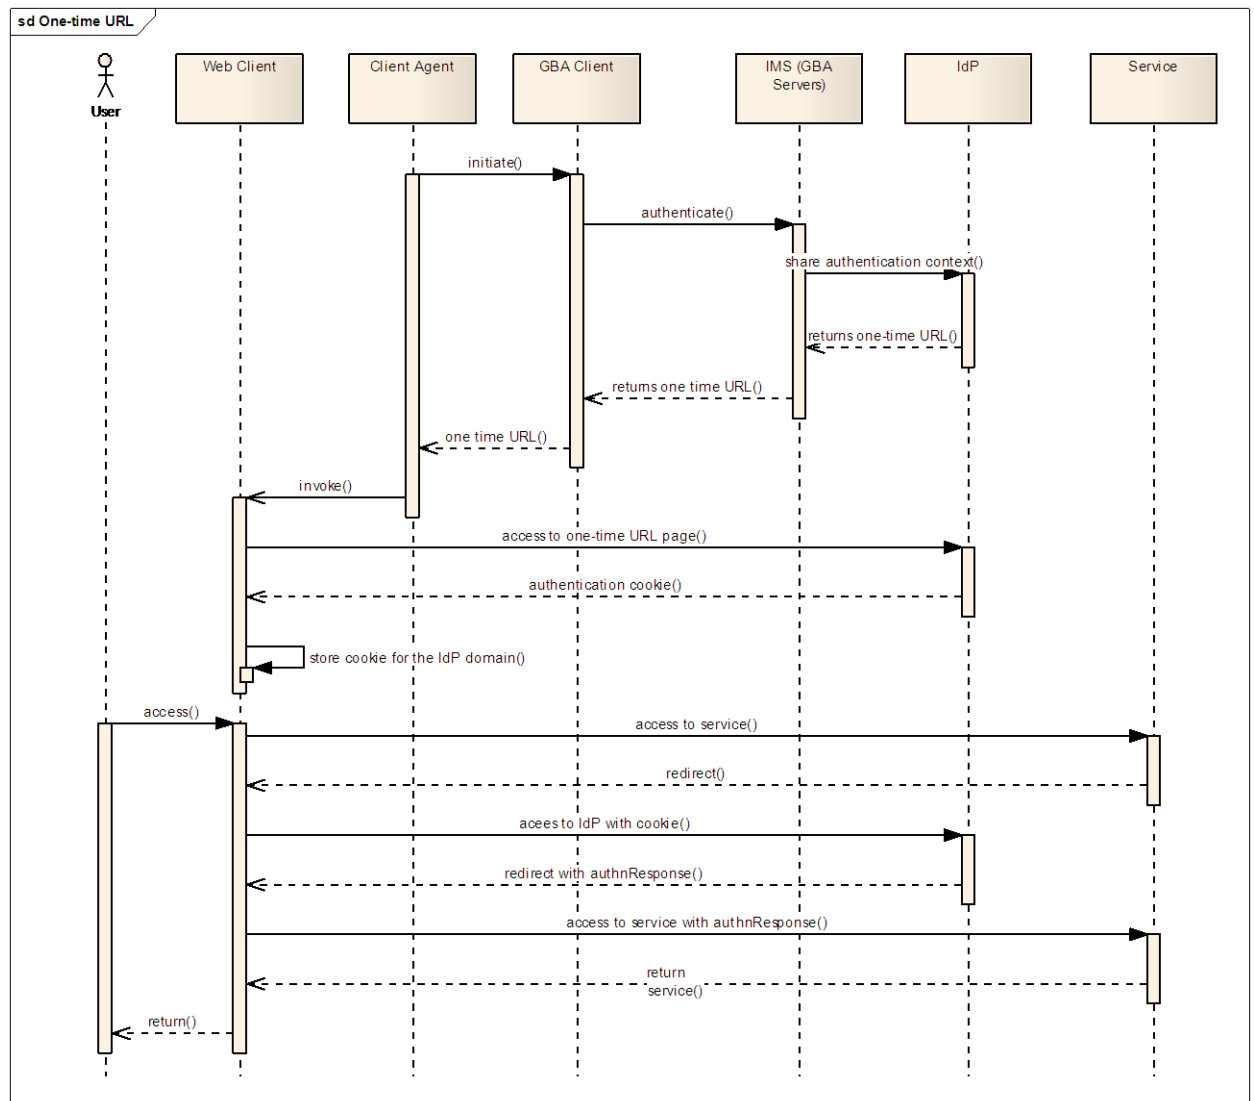 sd One-time URL
User
Web Client
Client Agent
GBA Client
IMS (GBA
Servers)
IdP
Service
initiate()
authenticate()
share authentication context()
returns one-time URL()
returns one time URL()
one time URL()
invoke()
access to one-time URL page()
authentication cookie()
store cookie for the IdP domain()
access()
access to service()
redirect()
acees to IdP with cookie()
redirect with authnResponse()
access to service with authnResponse()
return
service()
return()